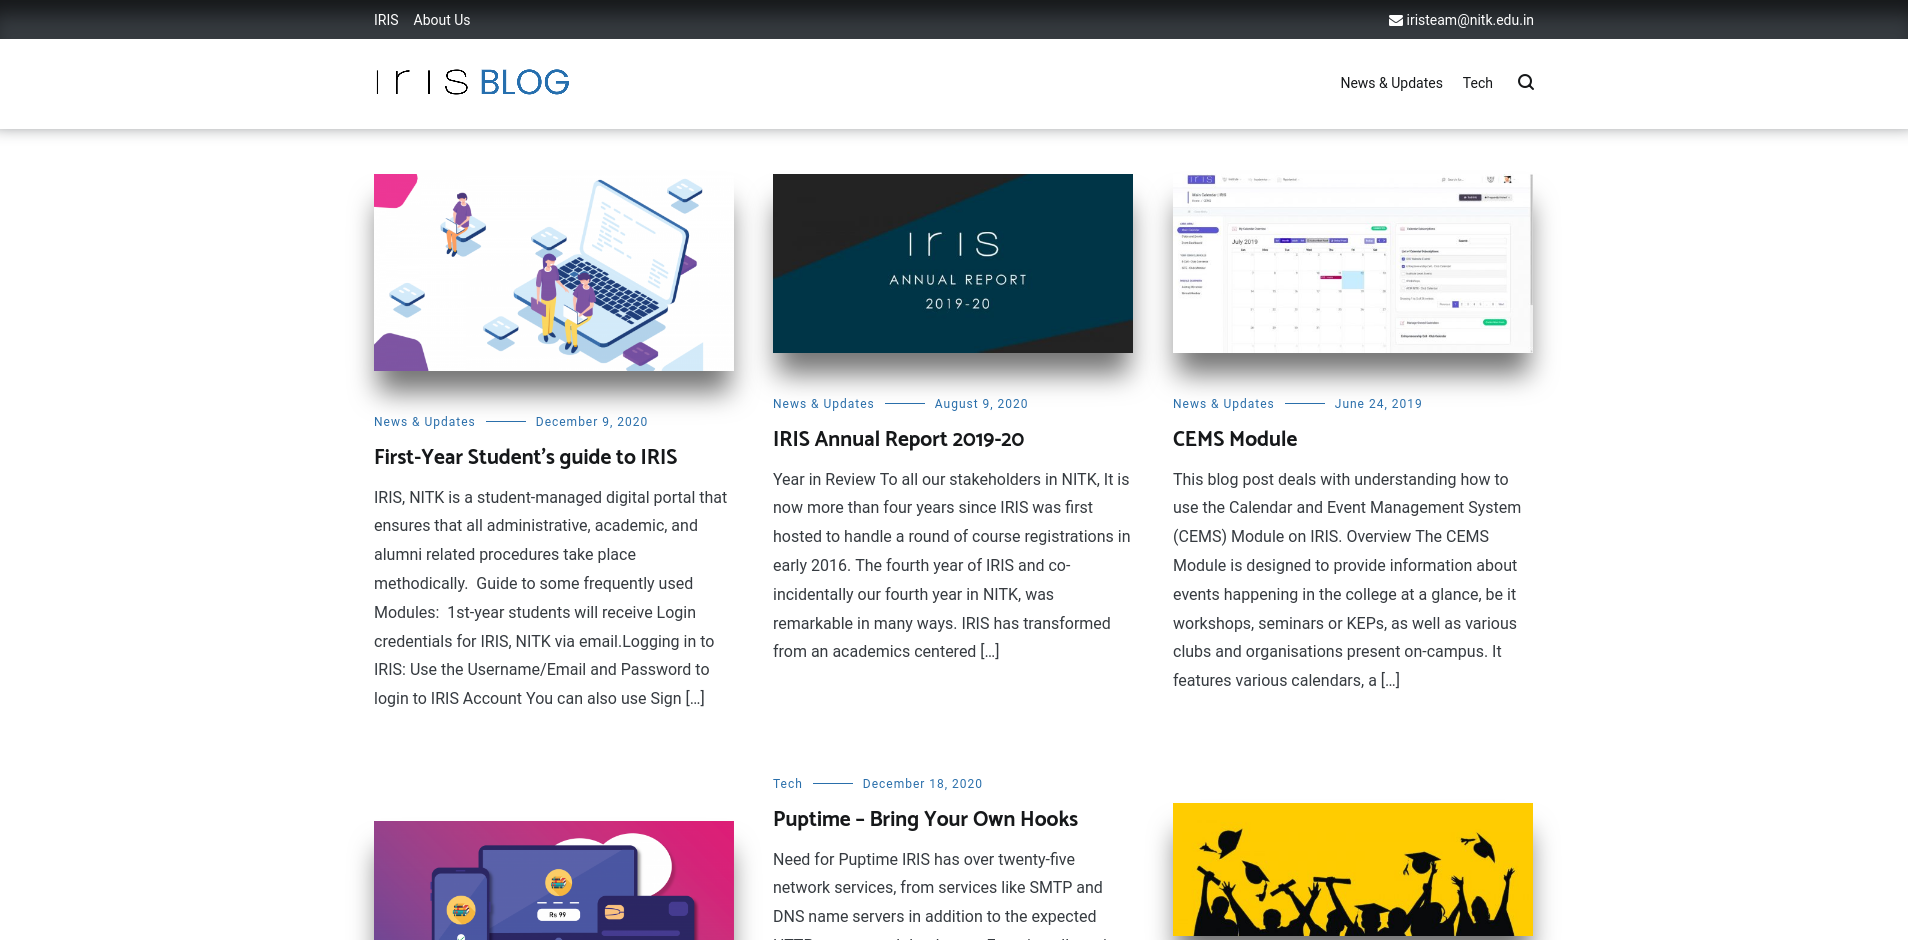 IRIS About Us
iristeam@nitk.edu.in
iris BLOG
News & Updates Tech
News & Updates December 9, 2020
First-Year Student’s guide to IRIS
IRIS, NITK is a student-managed digital portal that
ensures that all administrative, academic, and
alumni related procedures take place
methodically.  Guide to some frequently used
Modules:  1st-year students will receive Login
credentials for IRIS, NITK via email.Logging in to
IRIS: Use the Username/Email and Password to
login to IRIS Account You can also use Sign […]
iris
ANNUAL REPORT
2019-20
News & Updates August 9, 2020
IRIS Annual Report 2019-20
Year in Review To all our stakeholders in NITK, It is
now more than four years since IRIS was first
hosted to handle a round of course registrations in
early 2016. The fourth year of IRIS and co-
incidentally our fourth year in NITK, was
remarkable in many ways. IRIS has transformed
from an academics centered […]
July 2019
News & Updates June 24, 2019
CEMS Module
This blog post deals with understanding how to
use the Calendar and Event Management System
(CEMS) Module on IRIS. Overview The CEMS
Module is designed to provide information about
events happening in the college at a glance, be it
workshops, seminars or KEPs, as well as various
clubs and organisations present on-campus. It
features various calendars, a […]
Rs 99
Tech December 18, 2020
Puptime – Bring Your Own Hooks
Need for Puptime IRIS has over twenty-five
network services, from services like SMTP and
DNS name servers in addition to the expected